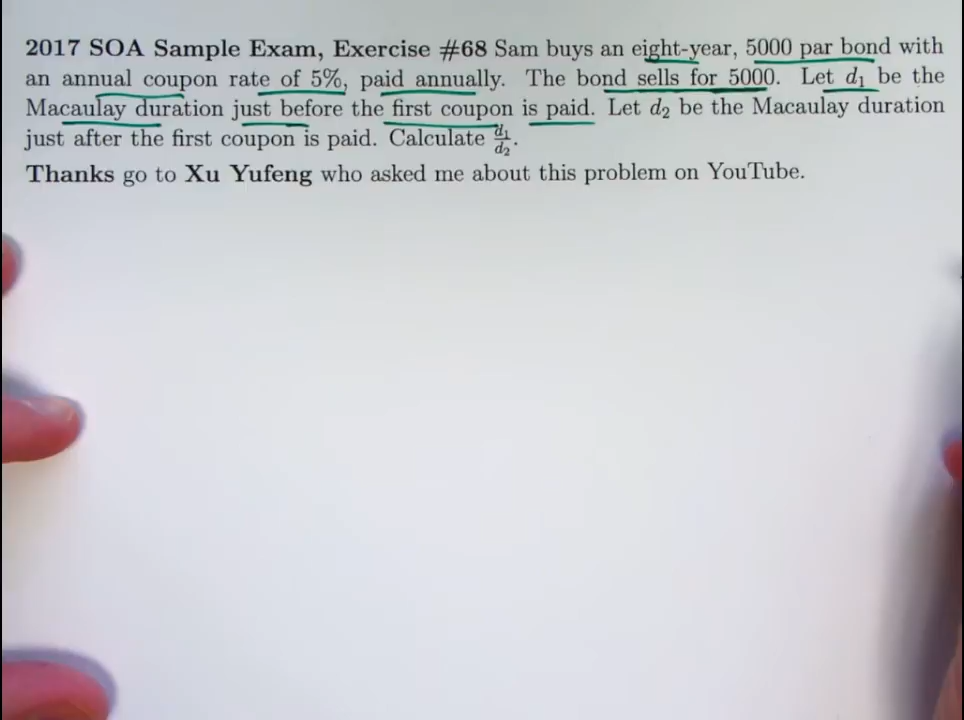 2017 SOA Sample Exam, Exercise #68 Sam buys an eight-year, 5000 par bond with
an annual coupon rate of 5%, paid annually. The bond sells for 5000. Let d₁ be the
Macaulay duration just before the first coupon is paid. Let d₂ be the Macaulay duration
just after the first coupon is paid. Calculate d₁/d₂.
Thanks go to Xu Yufeng who asked me about this problem on YouTube.